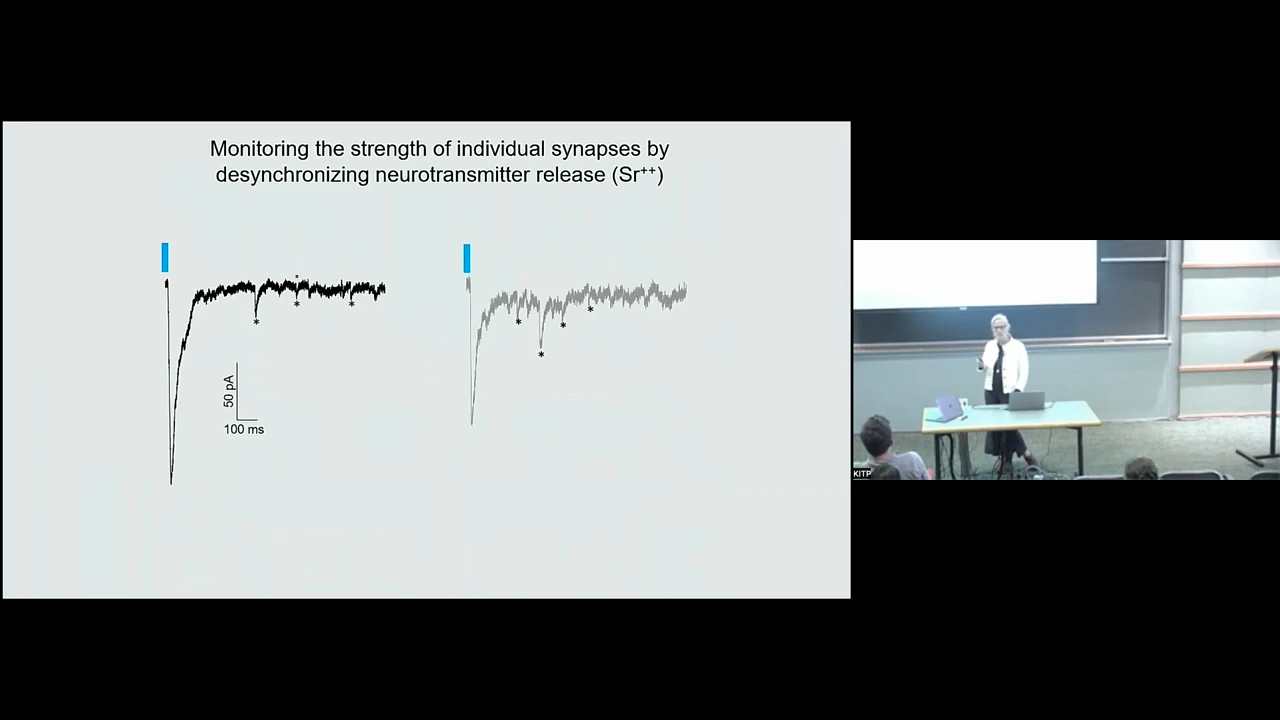 Monitoring the strength of individual synapses by
desynchronizing neurotransmitter release (Sr⁺⁺)
*
*
*
*
50 pA
100 ms
*
*
*
*
KITP